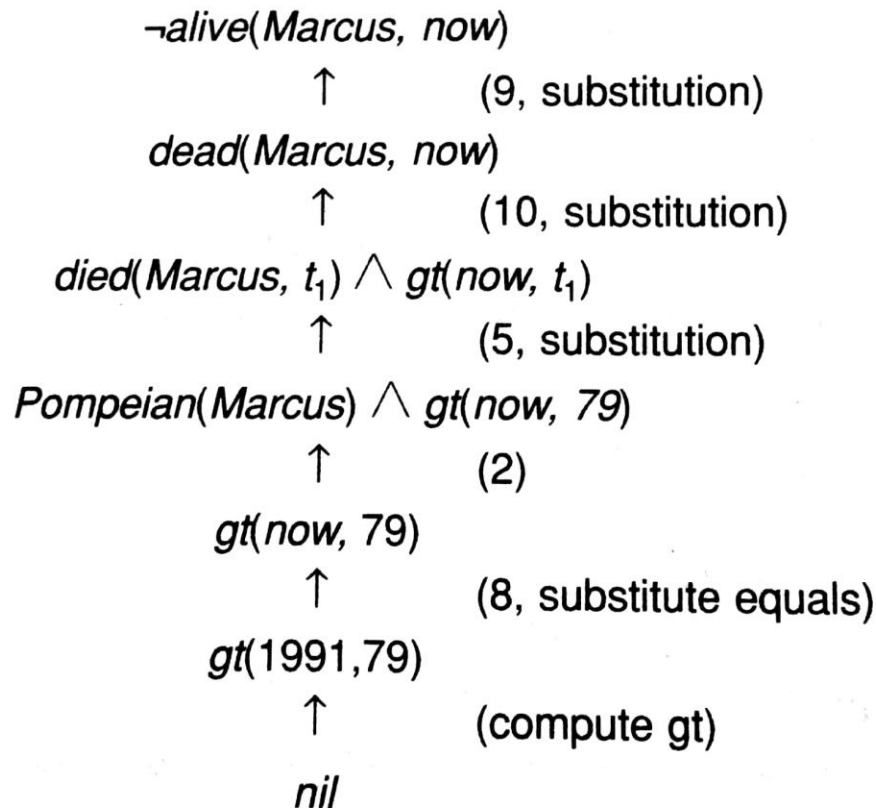 ¬alive(Marcus, now)
↑ (9, substitution)
dead(Marcus, now)
↑ (10, substitution)
died(Marcus, t₁) ∧ gt(now, t₁)
↑ (5, substitution)
Pompeian(Marcus) ∧ gt(now, 79)
↑ (2)
gt(now, 79)
↑ (8, substitute equals)
gt(1991,79)
↑ (compute gt)
nil